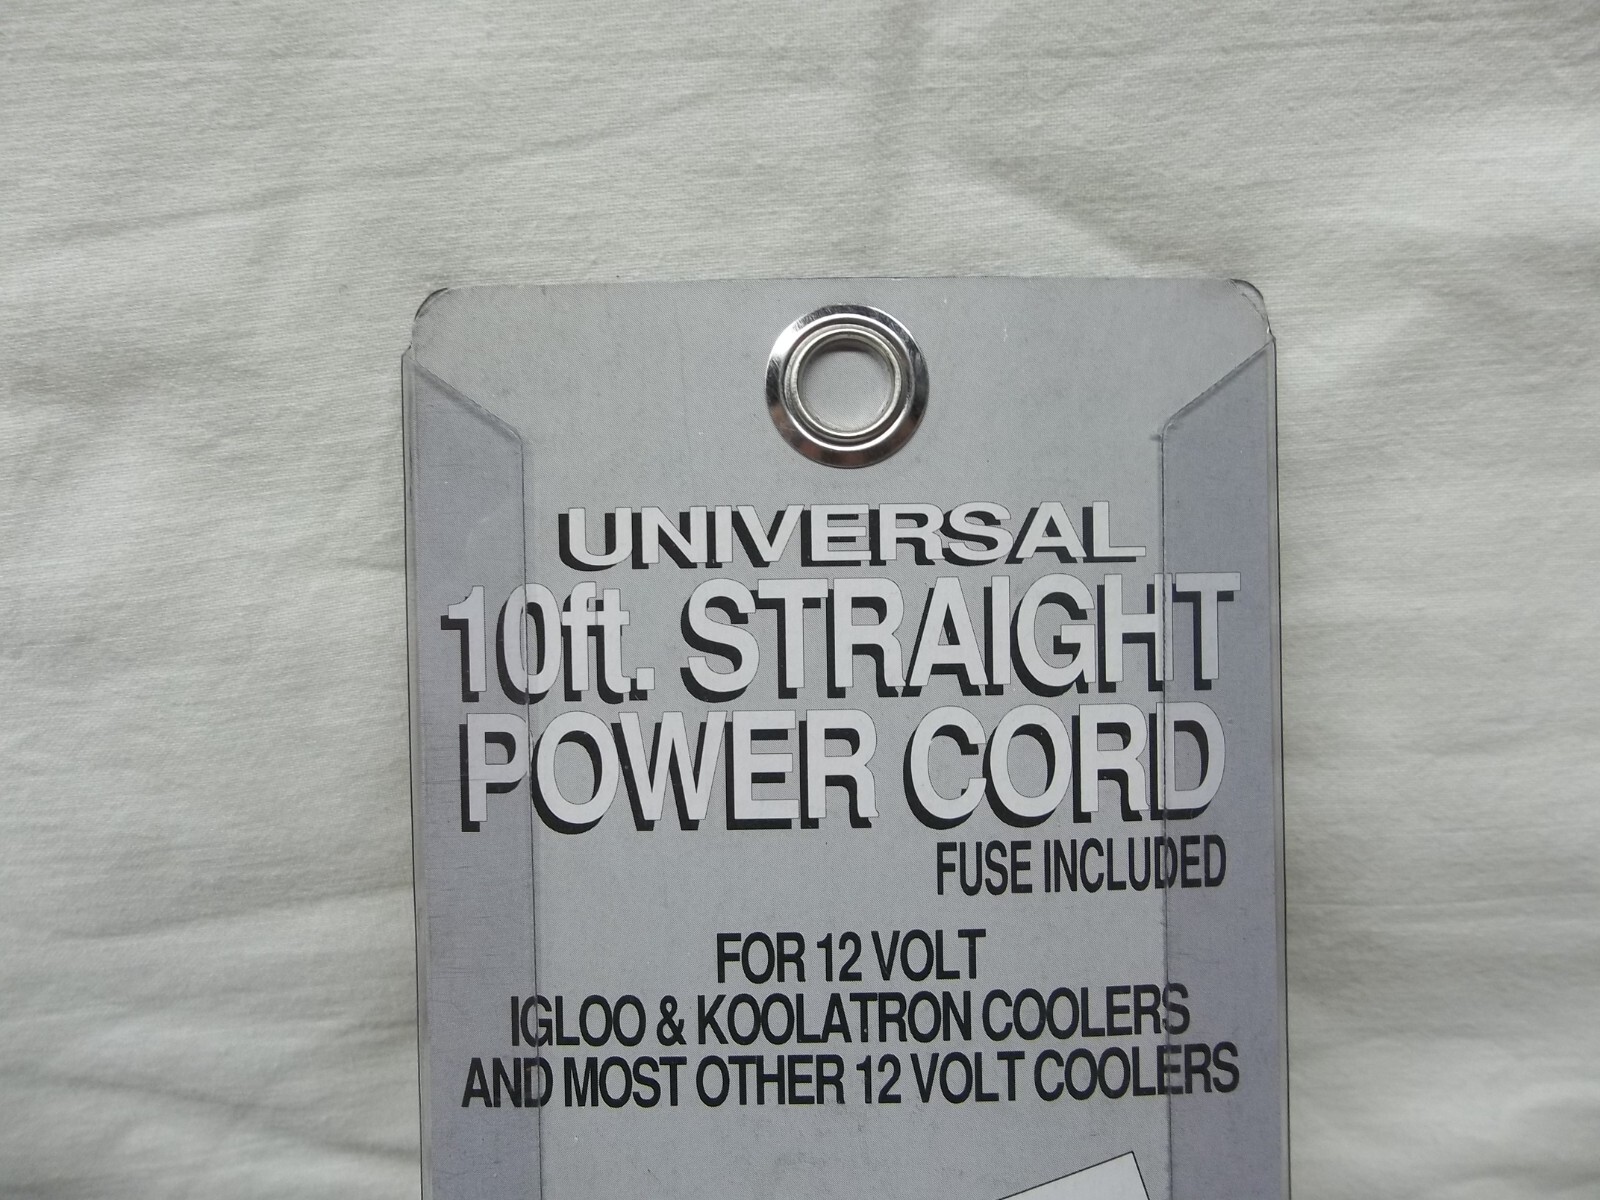 UNIVERSAL
10ft. STRAIGHT
POWER CORD
FUSE INCLUDED
FOR 12 VOLT
IGLOO & KOOLATRON COOLERS
AND MOST OTHER 12 VOLT COOLERS